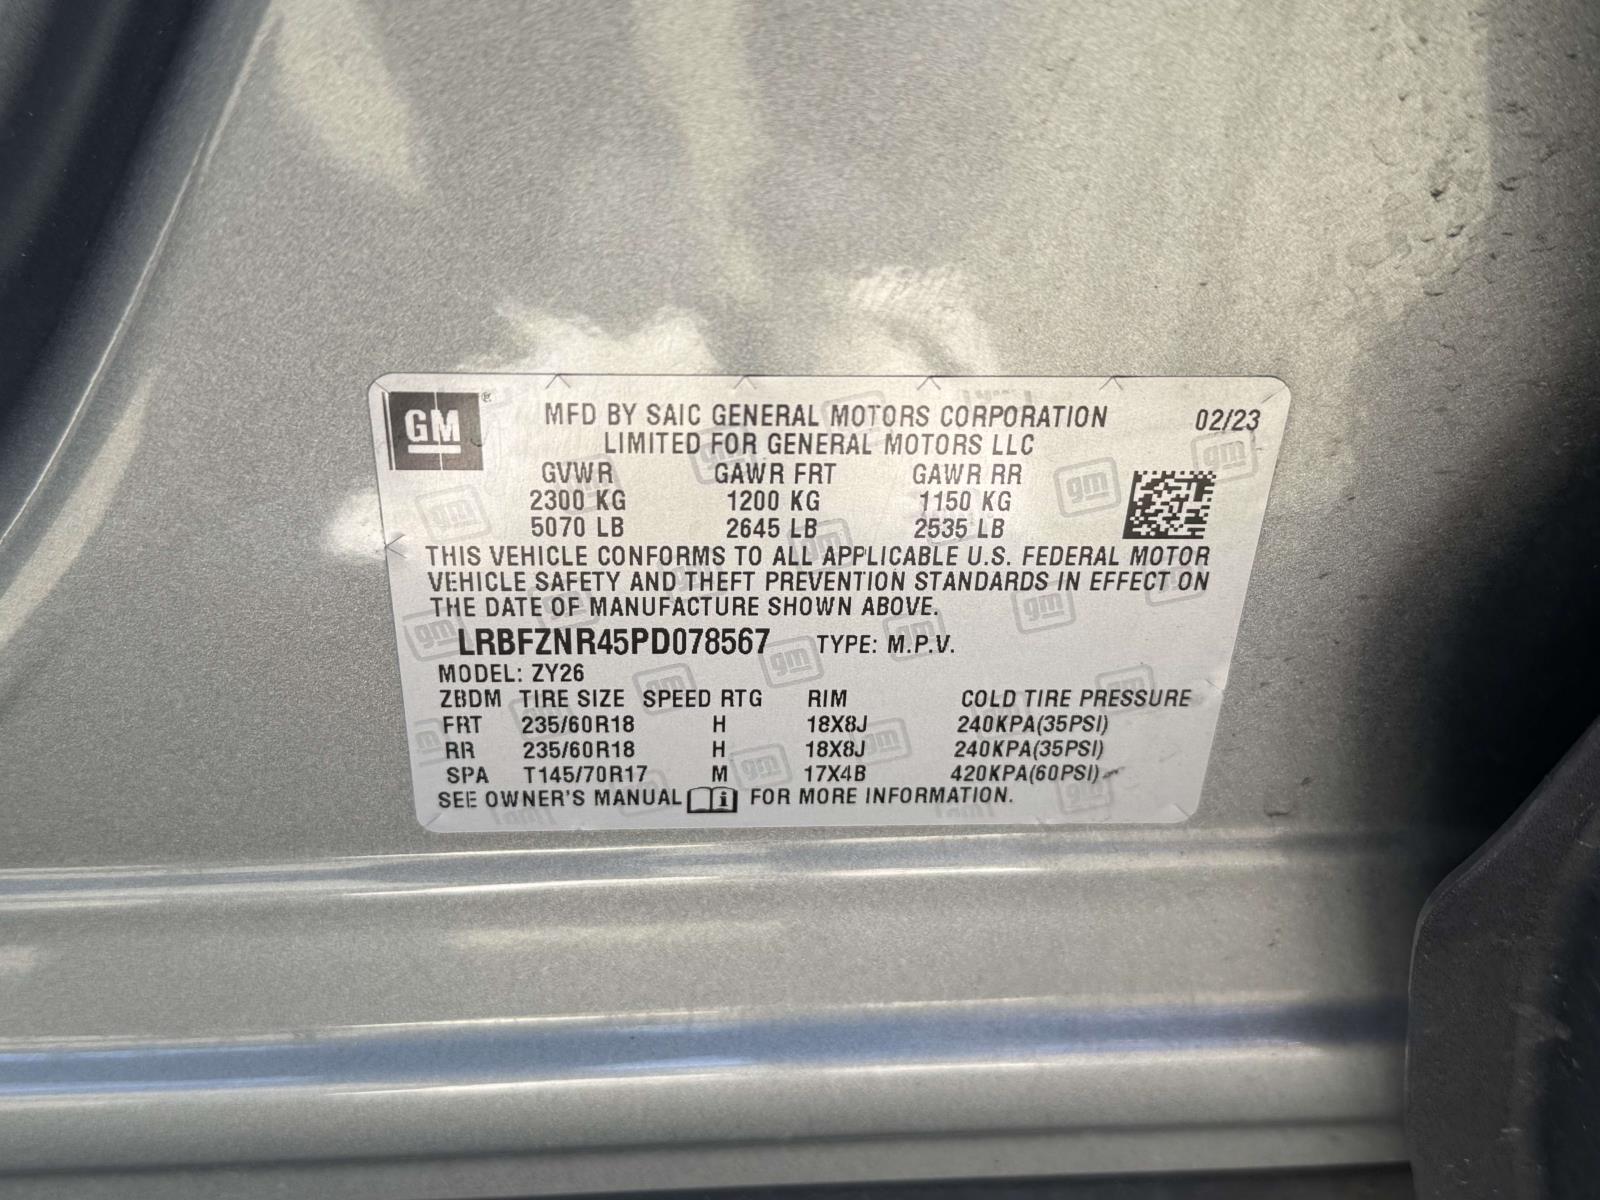 GM ®
MFD BY SAIC GENERAL MOTORS CORPORATION 02/23
LIMITED FOR GENERAL MOTORS LLC
GVWR GAWR FRT GAWR RR
2300 KG 1200 KG 1150 KG
5070 LB 2645 LB 2535 LB
THIS VEHICLE CONFORMS TO ALL APPLICABLE U.S. FEDERAL MOTOR
VEHICLE SAFETY AND THEFT PREVENTION STANDARDS IN EFFECT ON
THE DATE OF MANUFACTURE SHOWN ABOVE.
LRBFZNR45PD078567 TYPE: M.P.V.
MODEL: ZY26
ZBDM TIRE SIZE SPEED RTG RIM COLD TIRE PRESSURE
FRT 235/60R18 H 18X8J 240KPA(35PSI)
RR 235/60R18 H 18X8J 240KPA(35PSI)
SPA T145/70R17 M 17X4B 420KPA(60PSI)
SEE OWNER'S MANUAL i FOR MORE INFORMATION.